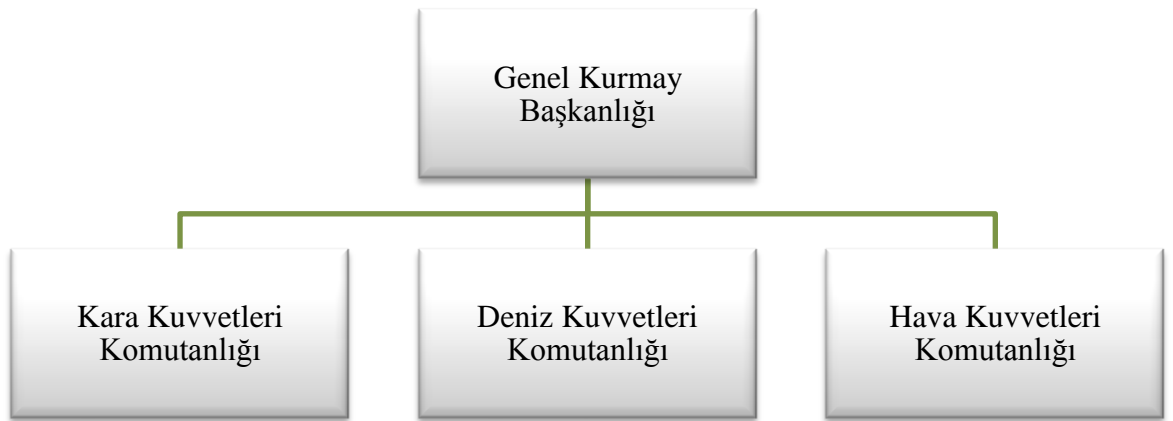 Genel Kurmay
Başkanlığı
Kara Kuvvetleri
Komutanlığı
Deniz Kuvvetleri
Komutanlığı
Hava Kuvvetleri
Komutanlığı